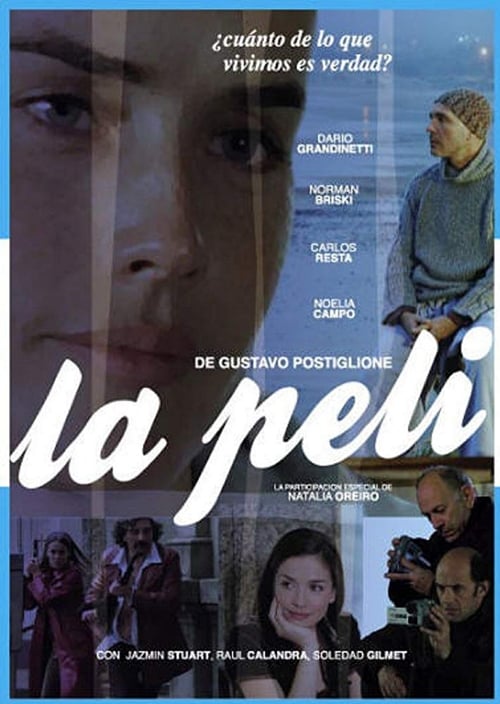 ¿cuánto de lo que
vivimos es verdad?
DARIO
GRANDINETTI
NORMAN
BRISKI
CARLOS
RESTA
NOELIA
CAMPO
DE GUSTAVO POSTIGLIONE
la peli
LA PARTICIPACION ESPECIAL DE
NATALIA OREIRO
CON JAZMIN STUART, RAUL CALANDRA, SOLEDAD GILMET